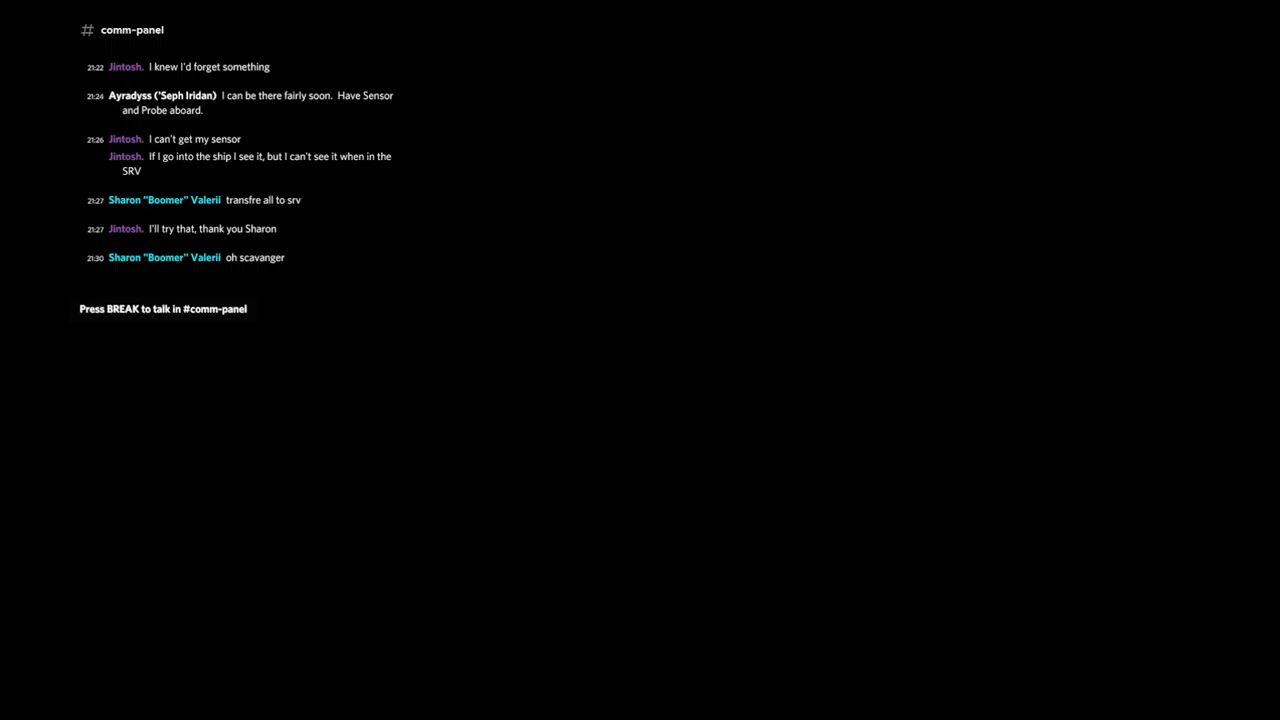 # comm-panel
21:22 Jintosh. I knew I'd forget something
21:24 Ayradyss ('Seph Iridan) I can be there fairly soon. Have Sensor
and Probe aboard.
21:26 Jintosh. I can't get my sensor
Jintosh. If I go into the ship I see it, but I can't see it when in the
SRV
21:27 Sharon "Boomer" Valerii transfre all to srv
21:27 Jintosh. I'll try that, thank you Sharon
21:30 Sharon "Boomer" Valerii oh scavanger
Press BREAK to talk in #comm-panel